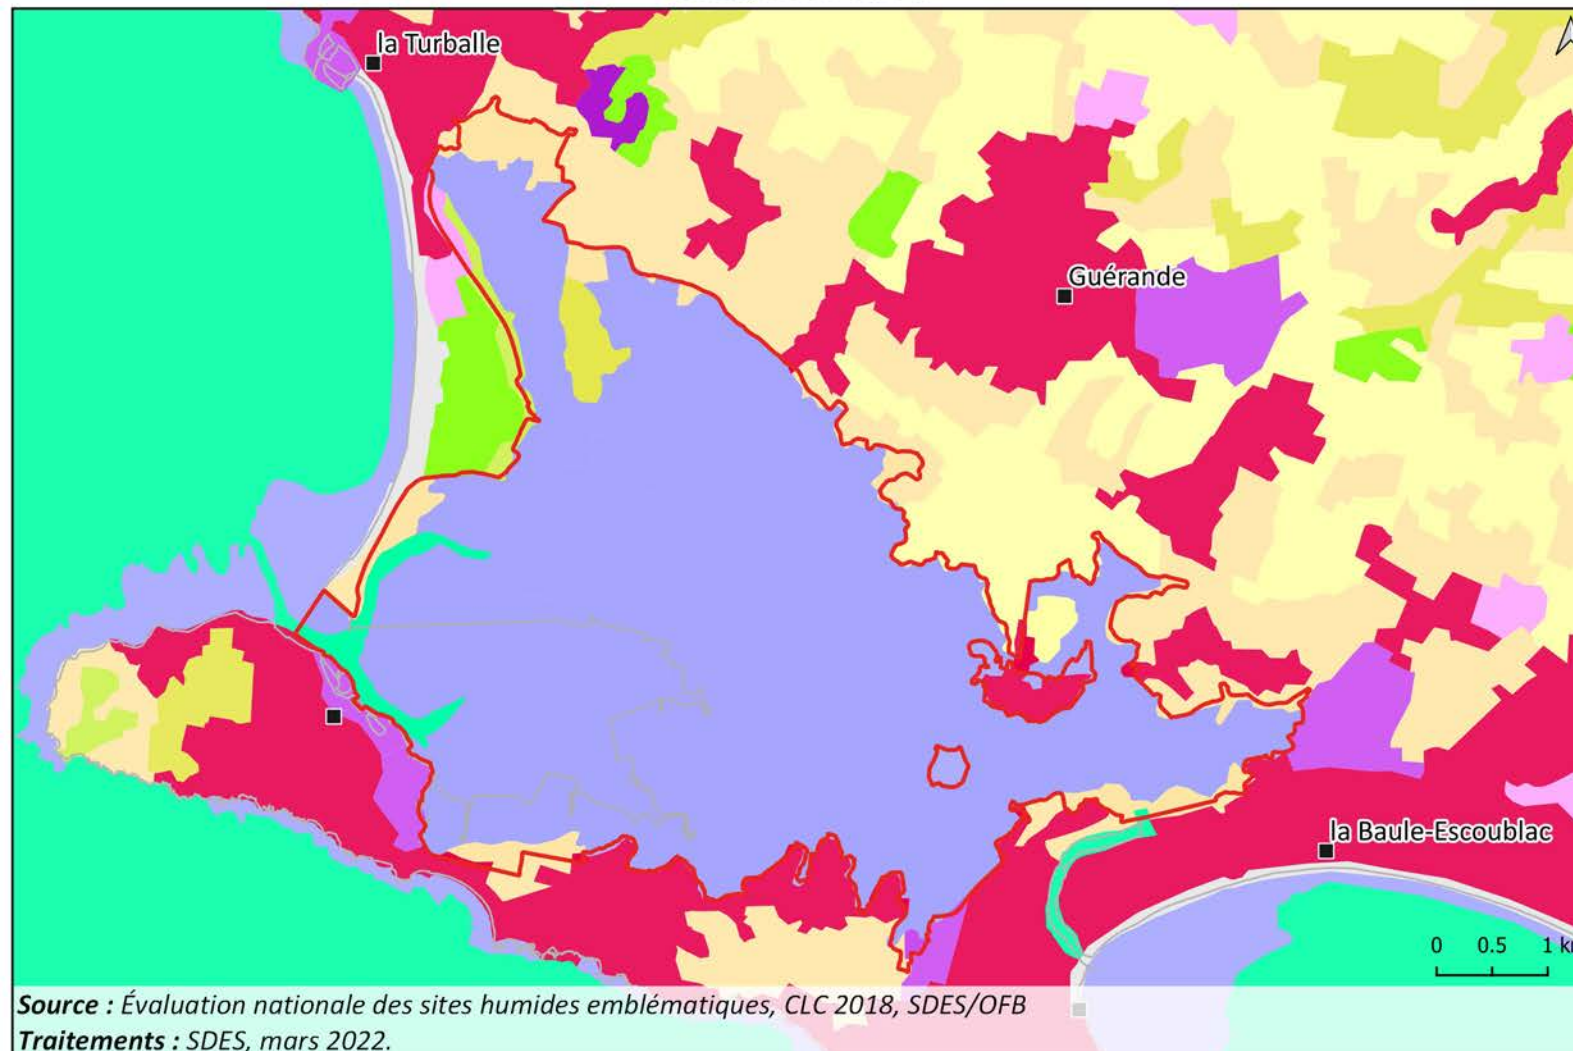 la Turballe
Guérande
la Baule-Escoublac
0 0.5 1 km
Source : Évaluation nationale des sites humides emblématiques, CLC 2018, SDES/OFB
Traitements : SDES, mars 2022.